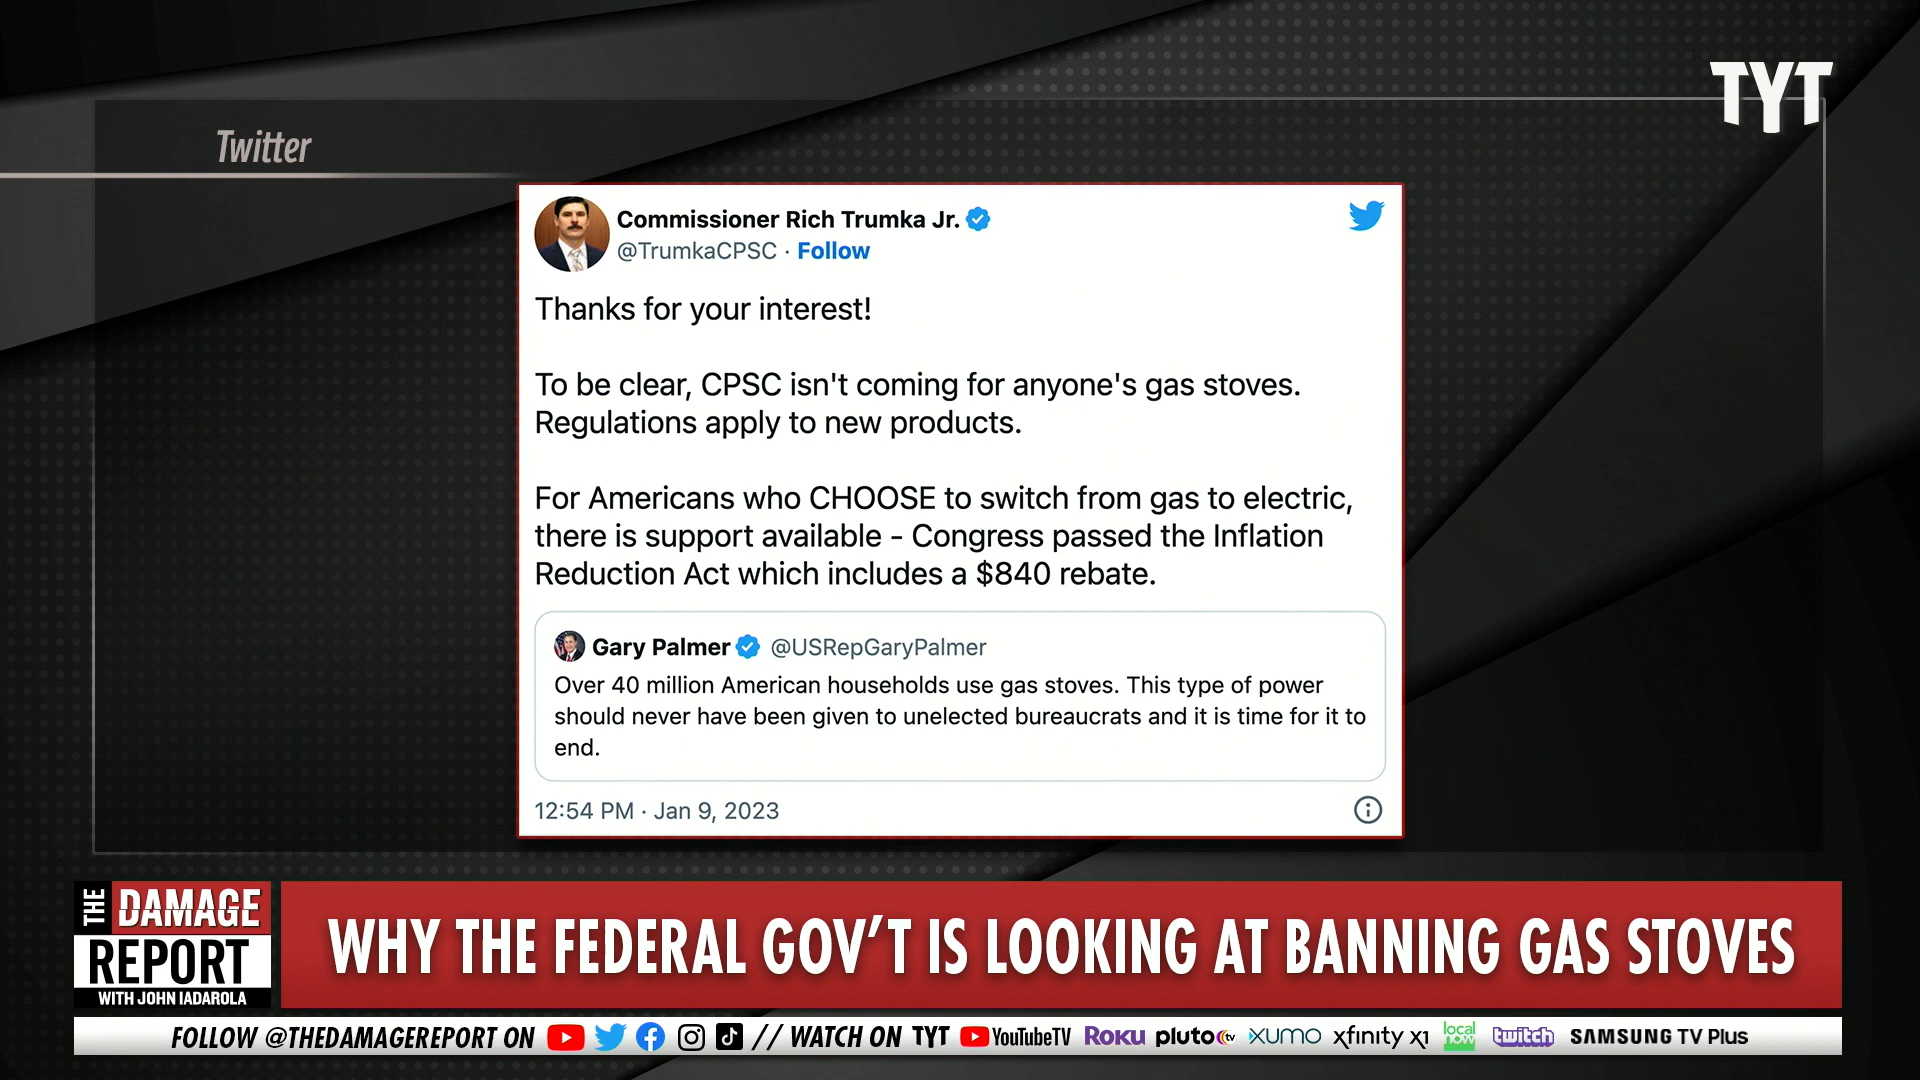 TYT
Twitter
Commissioner Rich Trumka Jr.
@TrumkaCPSC · Follow
Thanks for your interest!
To be clear, CPSC isn't coming for anyone's gas stoves.
Regulations apply to new products.
For Americans who CHOOSE to switch from gas to electric,
there is support available - Congress passed the Inflation
Reduction Act which includes a $840 rebate.
Gary Palmer @USRepGaryPalmer
Over 40 million American households use gas stoves. This type of power
should never have been given to unelected bureaucrats and it is time for it to
end.
12:54 PM · Jan 9, 2023
THE DAMAGE
REPORT
WITH JOHN IADAROLA
WHY THE FEDERAL GOV'T IS LOOKING AT BANNING GAS STOVES
FOLLOW @THEDAMAGEREPORT ON // WATCH ON TYT YouTubeTV ROKU pluto tv XUMO xfinity X1 local now twitch SAMSUNG TV Plus